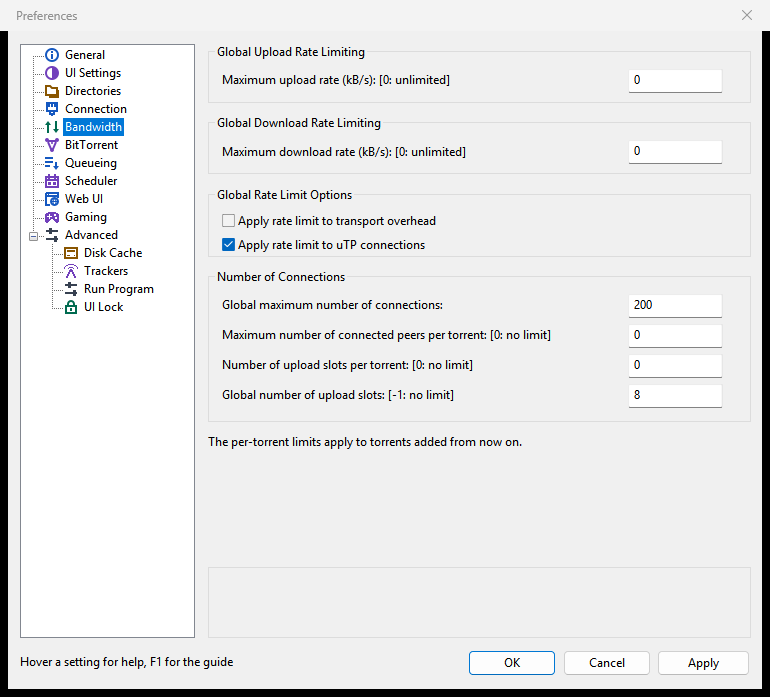 Preferences
General
UI Settings
Directories
Connection
Bandwidth
BitTorrent
Queueing
Scheduler
Web UI
Gaming
Advanced
Disk Cache
Trackers
Run Program
UI Lock
Global Upload Rate Limiting
Maximum upload rate (kB/s): [0: unlimited] 0
Global Download Rate Limiting
Maximum download rate (kB/s): [0: unlimited] 0
Global Rate Limit Options
Apply rate limit to transport overhead
Apply rate limit to uTP connections
Number of Connections
Global maximum number of connections: 200
Maximum number of connected peers per torrent: [0: no limit] 0
Number of upload slots per torrent: [0: no limit] 0
Global number of upload slots: [-1: no limit] 8
The per-torrent limits apply to torrents added from now on.
Hover a setting for help, F1 for the guide
OK Cancel Apply